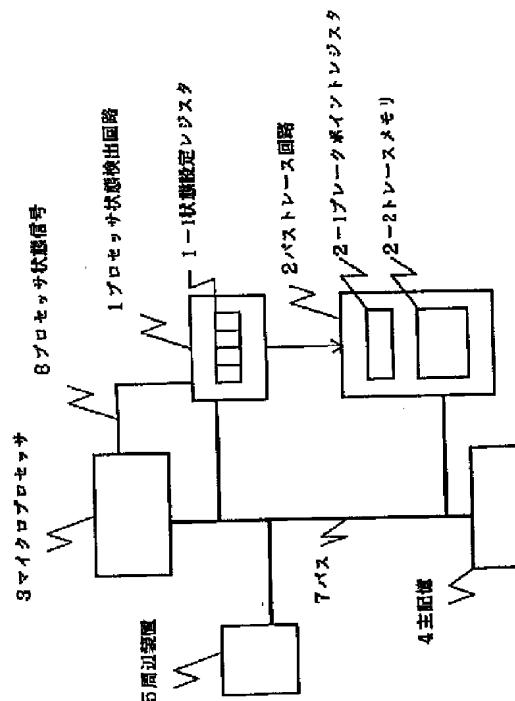 3マイクロプロセッサ
8プロセッサ状態信号
1プロセッサ状態検出回路
1－1状態設定レジスタ
2バストレース回路
2－1ブレークポイントレジスタ
2－2トレースメモリ
5周辺装置
7バス
4主記憶